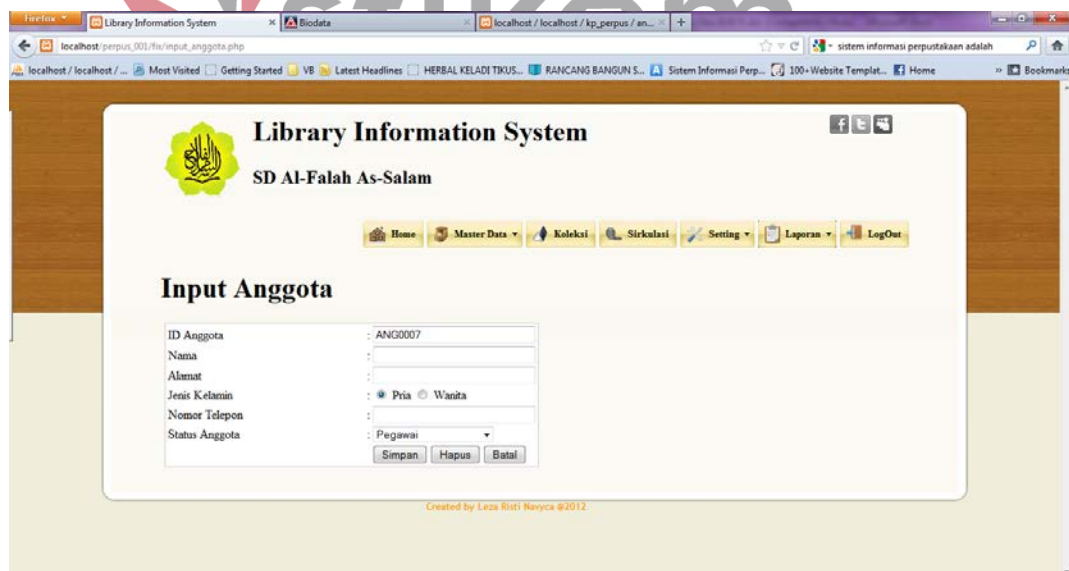 Firefox
Library Information System
Biodata
localhost / localhost / kp_perpus / an...
localhost/perpus_001/fix/input_anggota.php
sistem informasi perpustakaan adalah
localhost / localhost / ...
Most Visited
Getting Started
VB
Latest Headlines
HERBAL KELADI TIKUS...
RANCANG BANGUN S...
Sistem Informasi Perp...
100+Website Templat...
Home
Bookmarks
Library Information System
SD Al-Falah As-Salam
Home
Master Data
Koleksi
Sirkulasi
Setting
Laporan
LogOut
Input Anggota
ID Anggota : ANG0007
Nama :
Alamat :
Jenis Kelamin : Pria Wanita
Nomor Telepon :
Status Anggota : Pegawai
Simpan Hapus Batal
Created by Leza Risti Navyca @2012